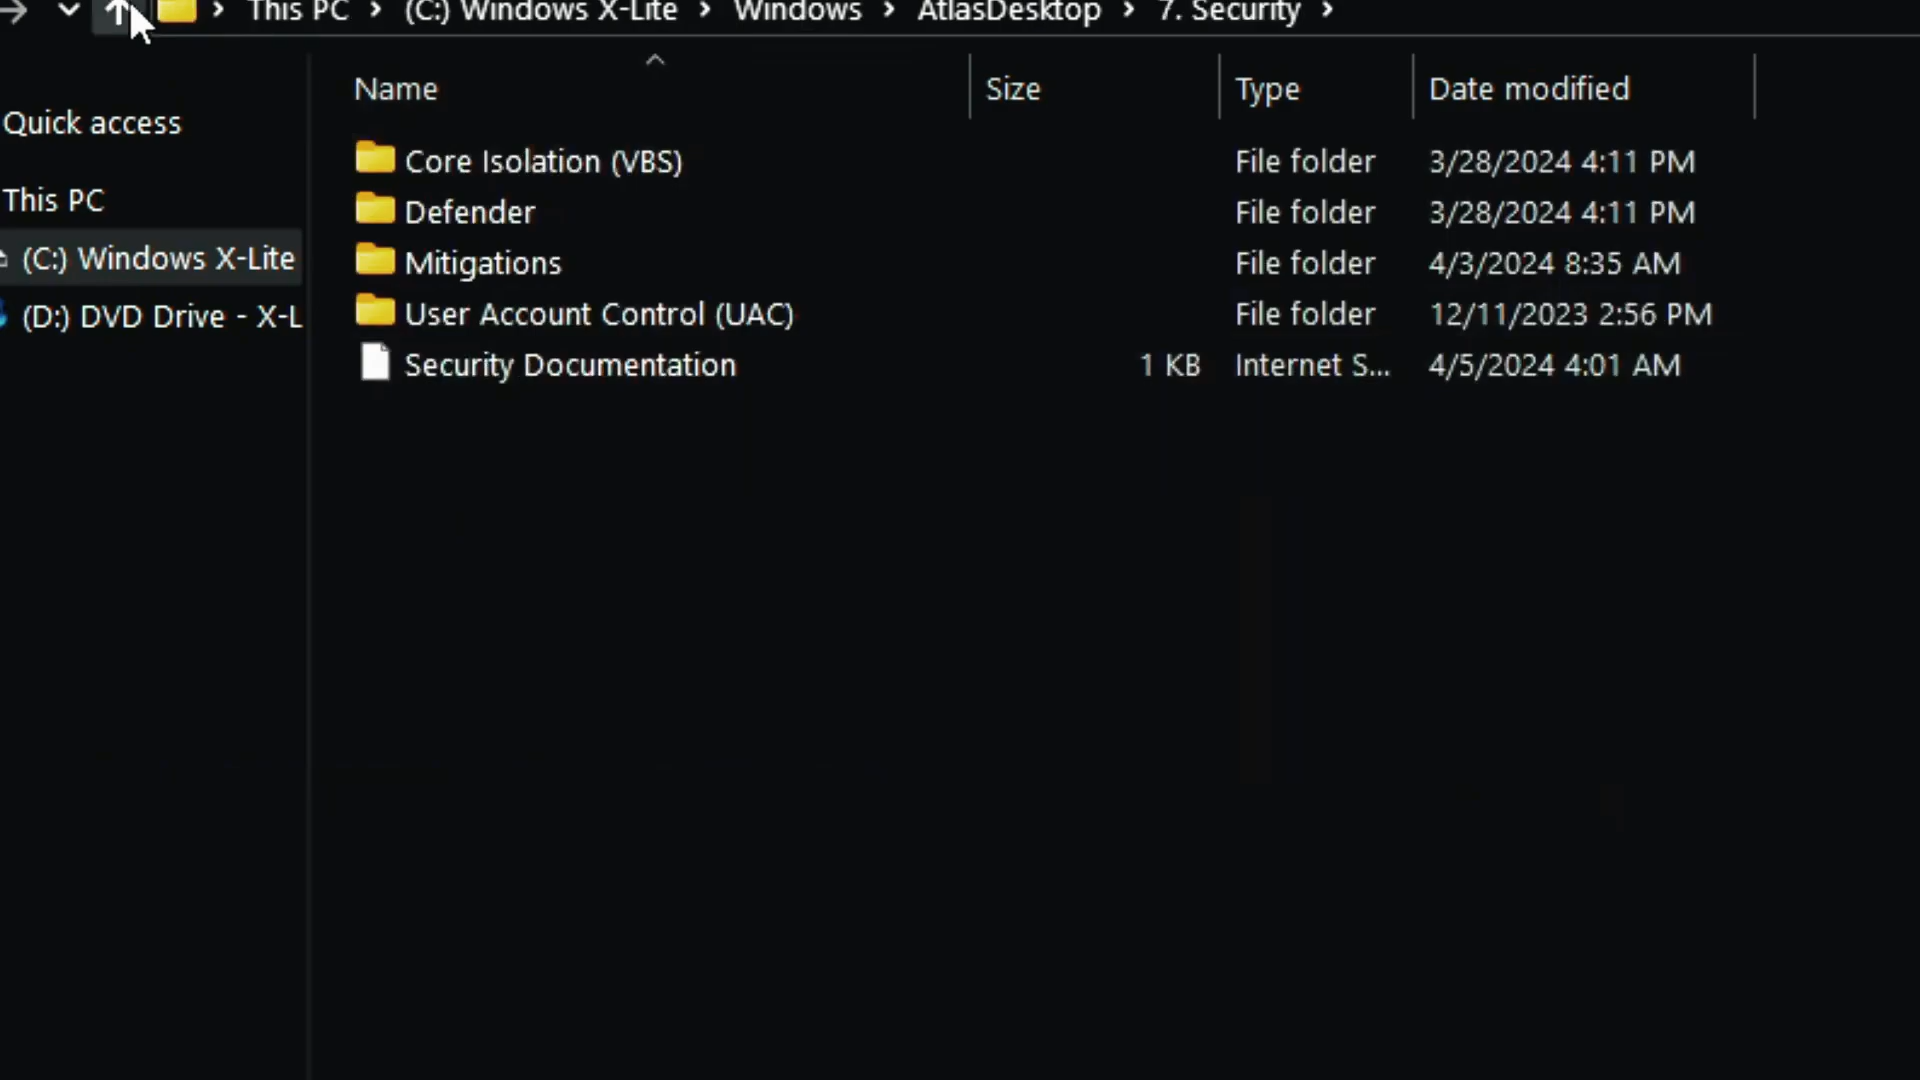 This PC > (C:) Windows X-Lite > Windows > AtlasDesktop > 7. Security >
Name Size Type Date modified
Quick access
This PC
(C:) Windows X-Lite
(D:) DVD Drive - X-L
Core Isolation (VBS) File folder 3/28/2024 4:11 PM
Defender File folder 3/28/2024 4:11 PM
Mitigations File folder 4/3/2024 8:35 AM
User Account Control (UAC) File folder 12/11/2023 2:56 PM
Security Documentation 1 KB Internet S... 4/5/2024 4:01 AM